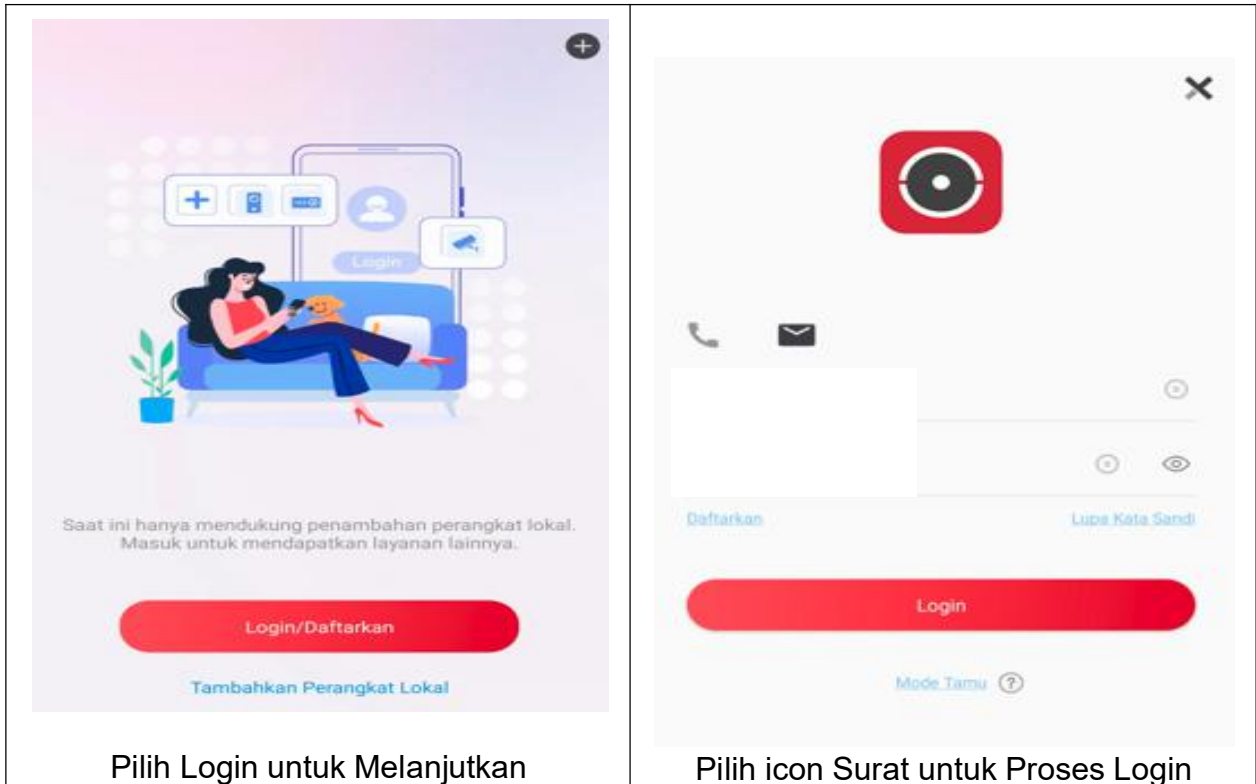 Login
Saat ini hanya mendukung penambahan perangkat lokal.
Masuk untuk mendapatkan layanan lainnya.
Login/Daftarkan
Tambahkan Perangkat Lokal
Pilih Login untuk Melanjutkan
Daftarkan
Lupa Kata Sandi
Login
Mode Tamu ?
Pilih icon Surat untuk Proses Login